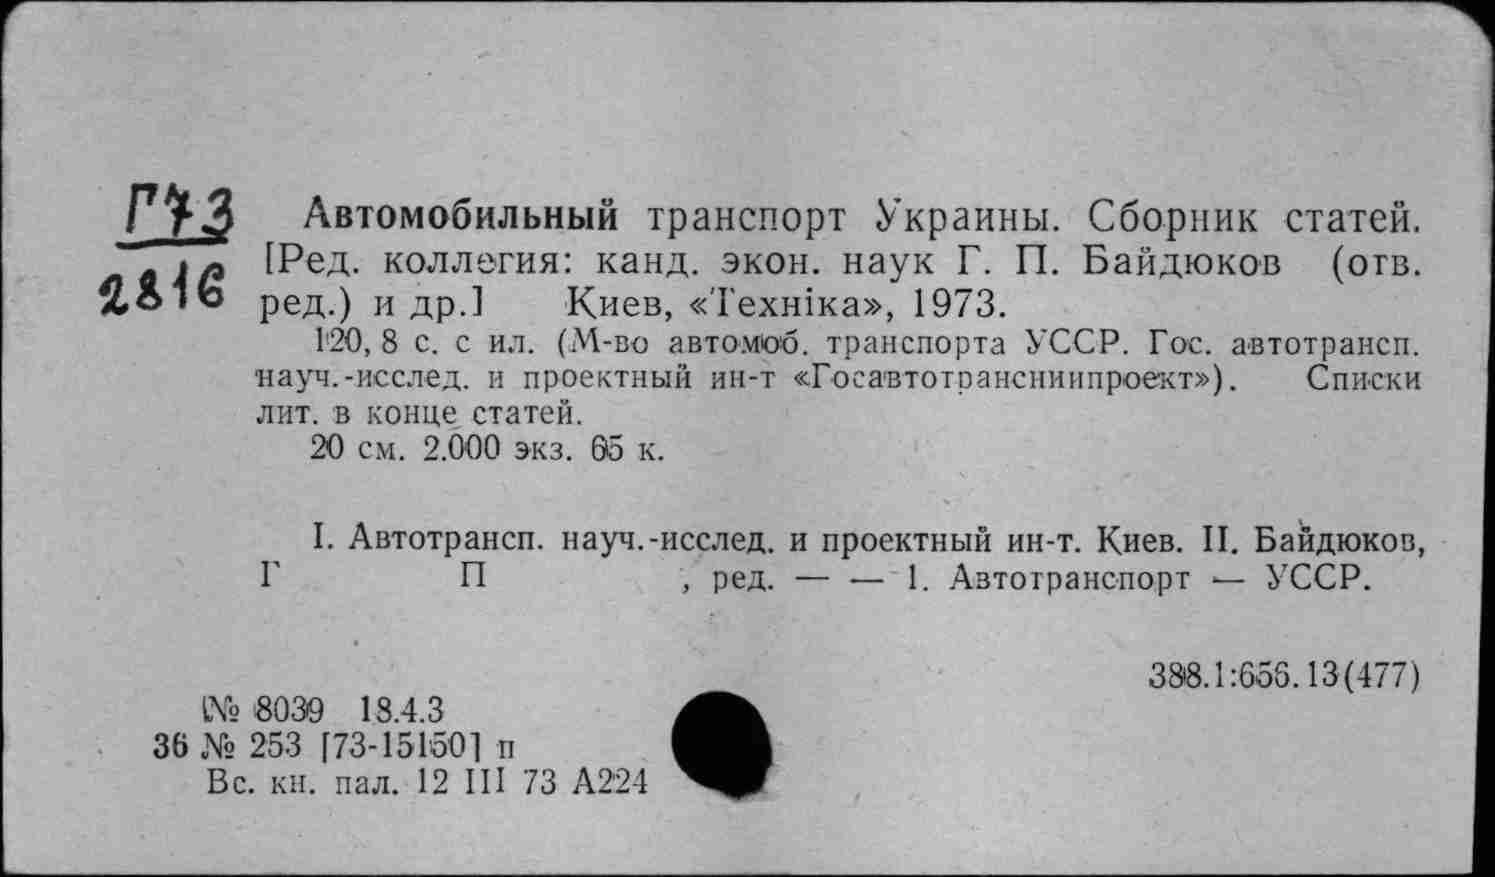 Г73
2816
Автомобильный транспорт Украины. Сборник статей.
[Ред. коллегия: канд. экон. наук Г. П. Байдюков (отв.
ред.) и др.] Киев, «Техніка», 1973.
120, 8 с. с ил. (М-во автомоб. транспорта УССР. Гос. автотрансп.
науч.-исслед. и проектный ин-т «Госавтотрансниипроект»). Списки
лит. в конце статей.
20 см. 2.000 экз. 65 к.
I. Автотрансп. науч.-исслед. и проектный ин-т. Киев. II. Байдюков,
Г П , ред. — — 1. Автотранспорт — УССР.
388.1:656.13(477)
№ 8039 18.4.3
36 № 253 [73-15150] п
Вс. кн. пал. 12 III 73 А224